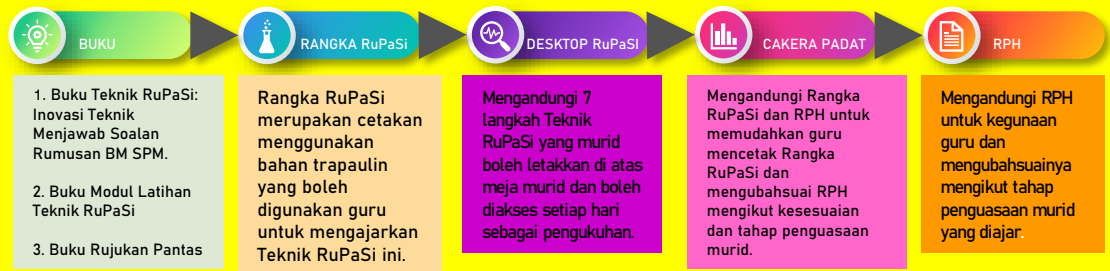 BUKU
RANGKA RuPaSi
DESKTOP RuPaSI
CAKERA PADAT
RPH
1. Buku Teknik RuPaSi:
Inovasi Teknik
Menjawab Soalan
Rumusan BM SPM.
2. Buku Modul Latihan
Teknik RuPaSi
3. Buku Rujukan Pantas
Rangka RuPaSi
merupakan cetakan
menggunakan
bahan trapaulin
yang boleh
digunakan guru
untuk mengajarkan
Teknik RuPaSi ini.
Mengandungi 7
langkah Teknik
RuPaSi yang murid
boleh letakkan di atas
meja murid dan boleh
diakses setiap hari
sebagai pengukuhan.
Mengandungi Rangka
RuPaSi dan RPH untuk
memudahkan guru
mencetak Rangka
RuPaSi dan
mengubahsuai RPH
mengikut kesesuaian
dan tahap penguasaan
murid.
Mengandungi RPH
untuk kegunaan
guru dan
mengubahsuainya
mengikut tahap
penguasaan murid
yang diajar.